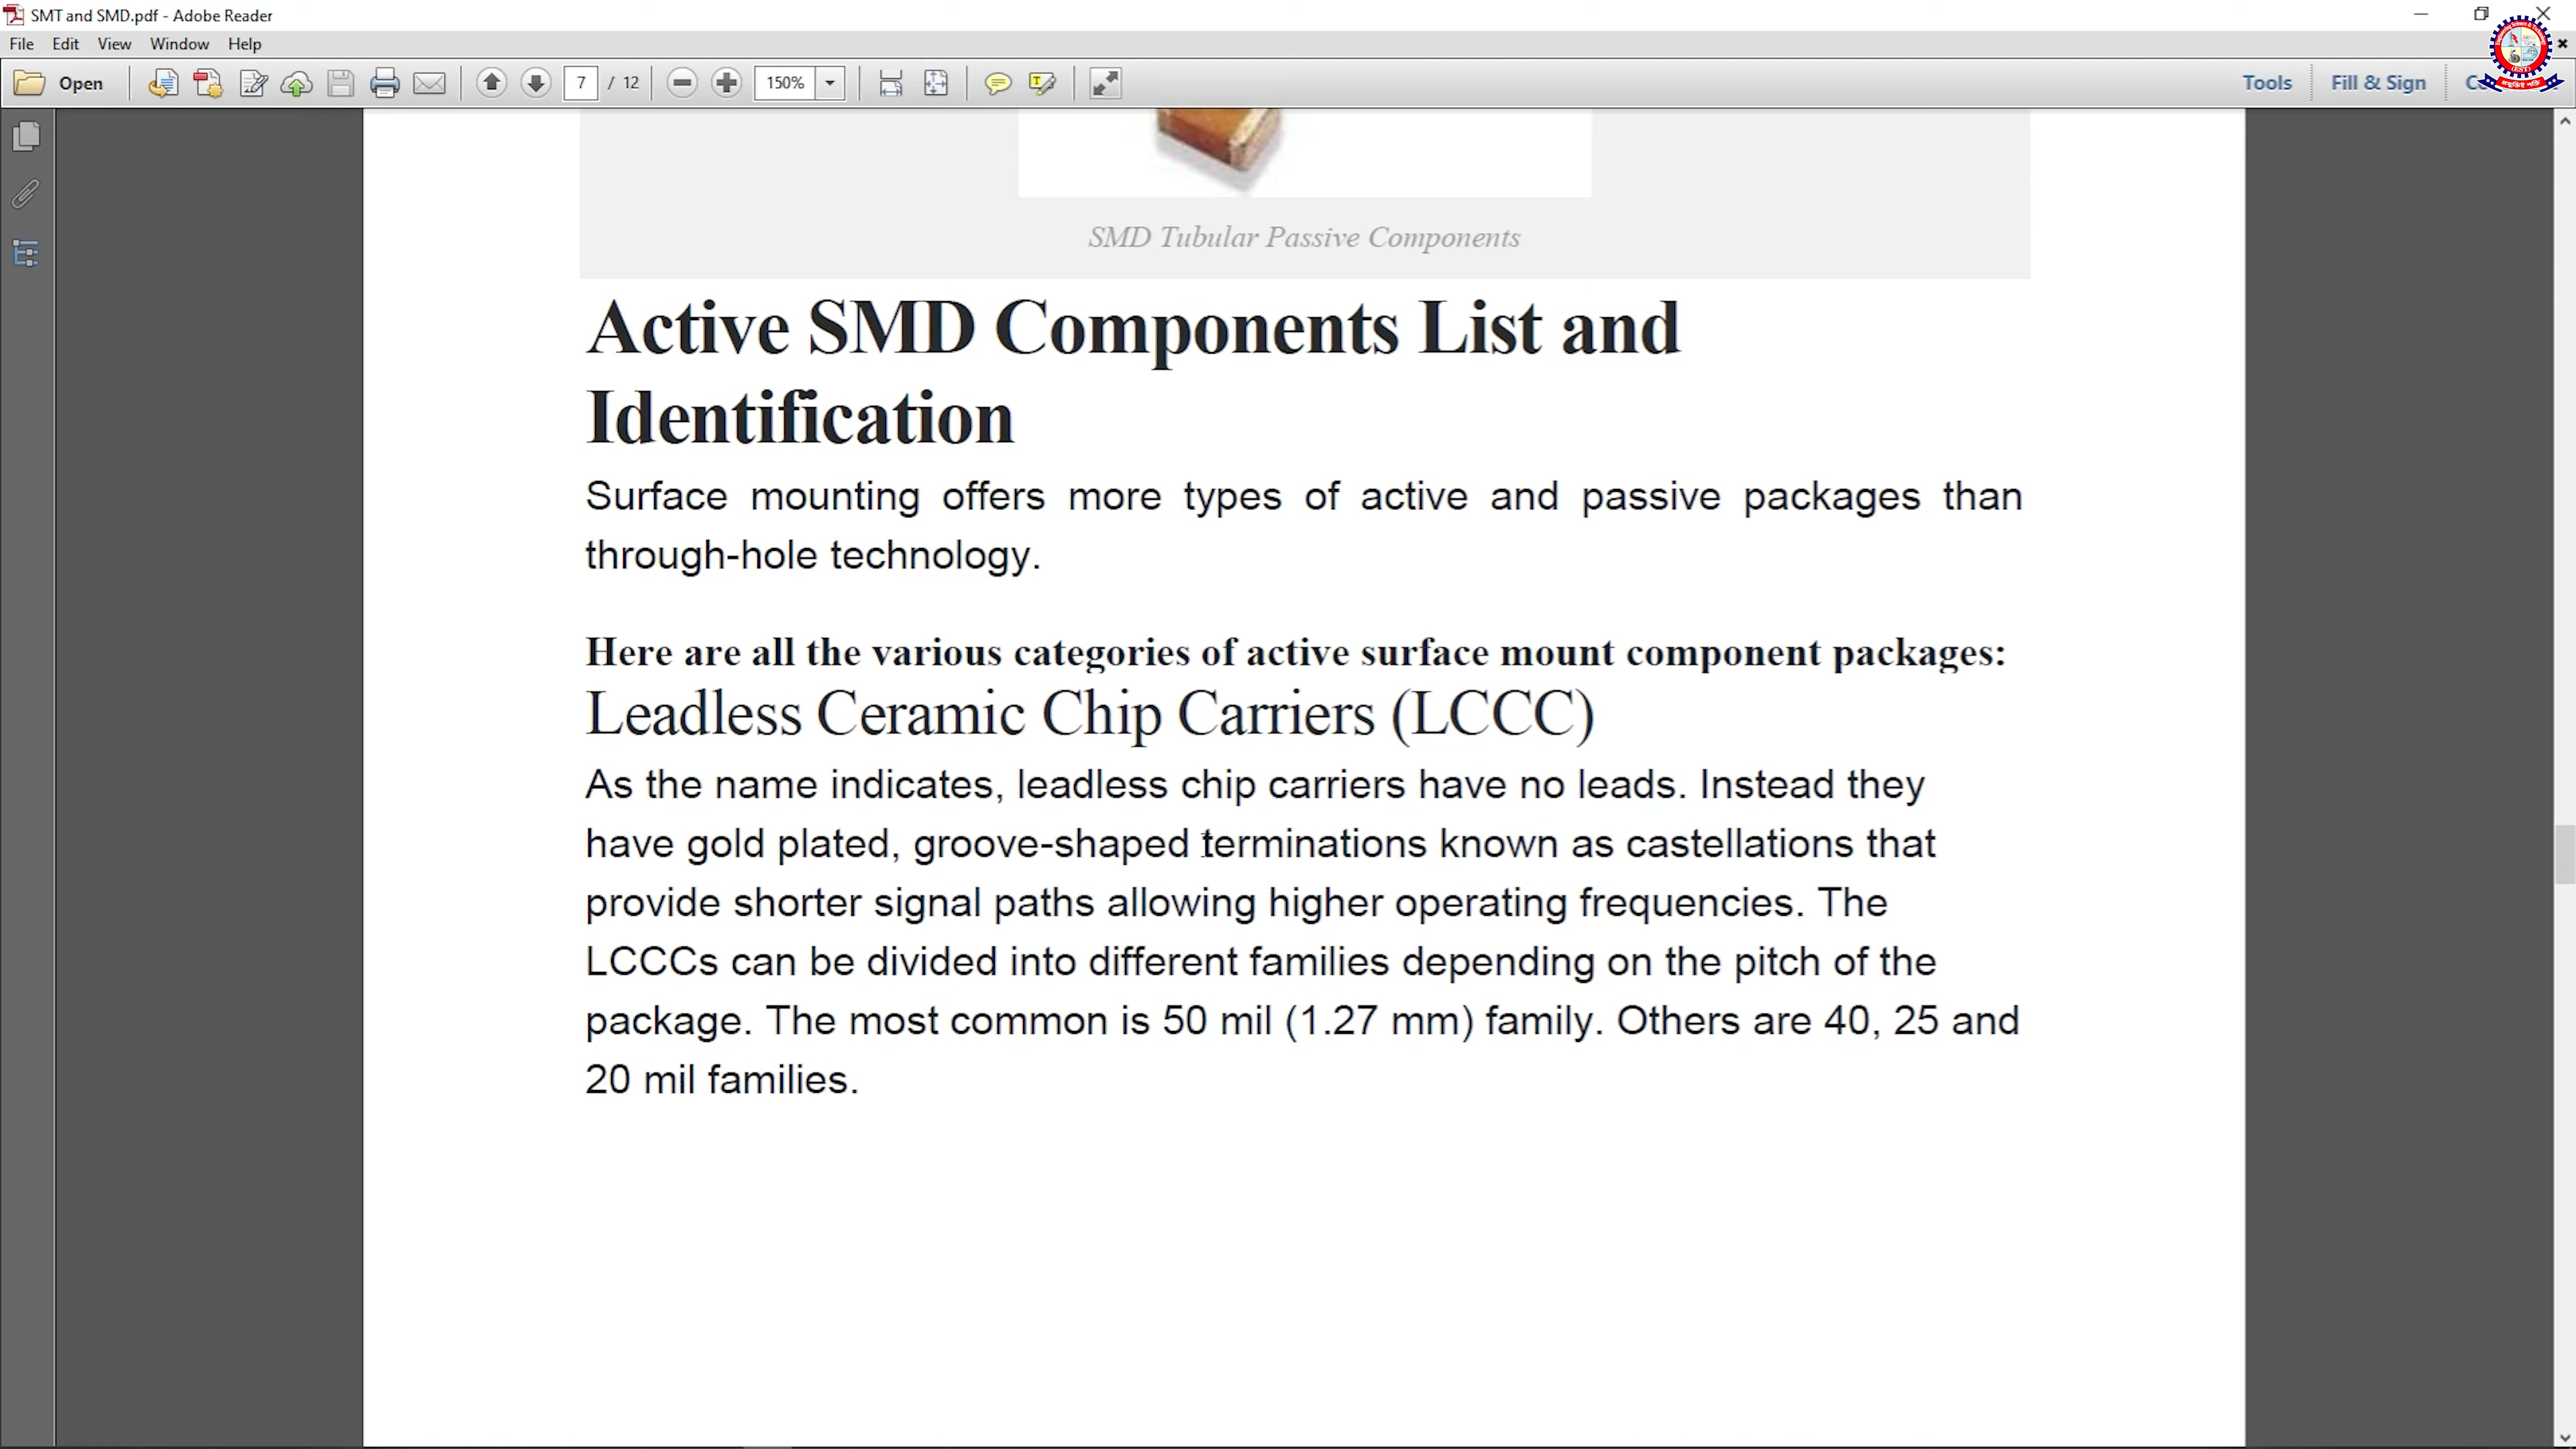 SMT and SMD.pdf - Adobe Reader
File Edit View Window Help
Open 7 / 12 150% Tools Fill & Sign
SMD Tubular Passive Components
Active SMD Components List and
Identification
Surface mounting offers more types of active and passive packages than
through-hole technology.
Here are all the various categories of active surface mount component packages:
Leadless Ceramic Chip Carriers (LCCC)
As the name indicates, leadless chip carriers have no leads. Instead they
have gold plated, groove-shaped terminations known as castellations that
provide shorter signal paths allowing higher operating frequencies. The
LCCCs can be divided into different families depending on the pitch of the
package. The most common is 50 mil (1.27 mm) family. Others are 40, 25 and
20 mil families.